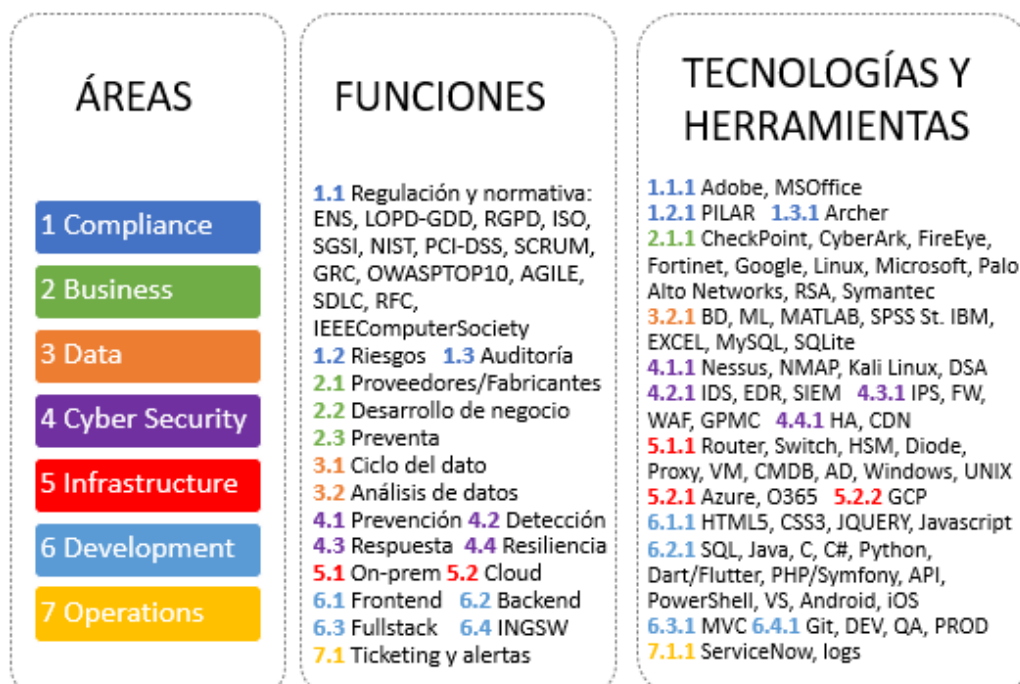 ÁREAS
1 Compliance
2 Business
3 Data
4 Cyber Security
5 Infrastructure
6 Development
7 Operations
FUNCIONES
1.1 Regulación y normativa:
ENS, LOPD-GDD, RGPD, ISO,
SGSI, NIST, PCI-DSS, SCRUM,
GRC, OWASPTOP10, AGILE,
SDLC, RFC,
IEEEComputerSociety
1.2 Riesgos 1.3 Auditoría
2.1 Proveedores/Fabricantes
2.2 Desarrollo de negocio
2.3 Preventa
3.1 Ciclo del dato
3.2 Análisis de datos
4.1 Prevención 4.2 Detección
4.3 Respuesta 4.4 Resiliencia
5.1 On-prem 5.2 Cloud
6.1 Frontend 6.2 Backend
6.3 Fullstack 6.4 INGSW
7.1 Ticketing y alertas
TECNOLOGÍAS Y
HERRAMIENTAS
1.1.1 Adobe, MSOffice
1.2.1 PILAR 1.3.1 Archer
2.1.1 CheckPoint, CyberArk, FireEye,
Fortinet, Google, Linux, Microsoft, Palo
Alto Networks, RSA, Symantec
3.2.1 BD, ML, MATLAB, SPSS St. IBM,
EXCEL, MySQL, SQLite
4.1.1 Nessus, NMAP, Kali Linux, DSA
4.2.1 IDS, EDR, SIEM 4.3.1 IPS, FW,
WAF, GPMC 4.4.1 HA, CDN
5.1.1 Router, Switch, HSM, Diode,
Proxy, VM, CMDB, AD, Windows, UNIX
5.2.1 Azure, O365 5.2.2 GCP
6.1.1 HTML5, CSS3, JQUERY, Javascript
6.2.1 SQL, Java, C, C#, Python,
Dart/Flutter, PHP/Symfony, API,
PowerShell, VS, Android, iOS
6.3.1 MVC 6.4.1 Git, DEV, QA, PROD
7.1.1 ServiceNow, logs